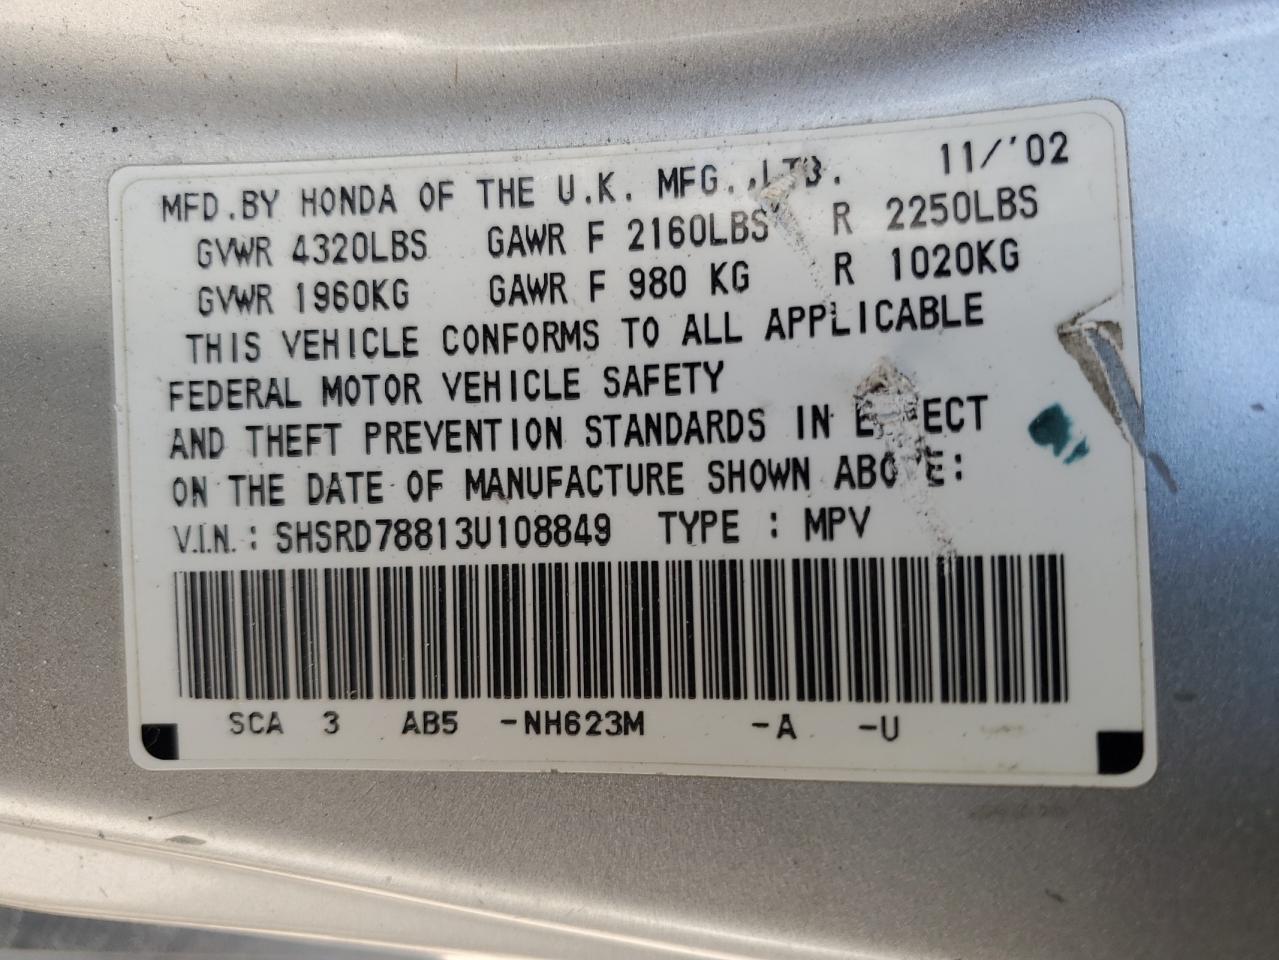 MFD.BY HONDA OF THE U.K. MFG.,LTD. 11/'02
GVWR 4320LBS GAWR F 2160LBS R 2250LBS
GVWR 1960KG GAWR F 980 KG R 1020KG
THIS VEHICLE CONFORMS TO ALL APPLICABLE
FEDERAL MOTOR VEHICLE SAFETY
AND THEFT PREVENTION STANDARDS IN EFFECT
ON THE DATE OF MANUFACTURE SHOWN ABOVE:
V.I.N. : SHSRD78813U108849 TYPE : MPV
SCA 3 AB5 -NH623M -A -U